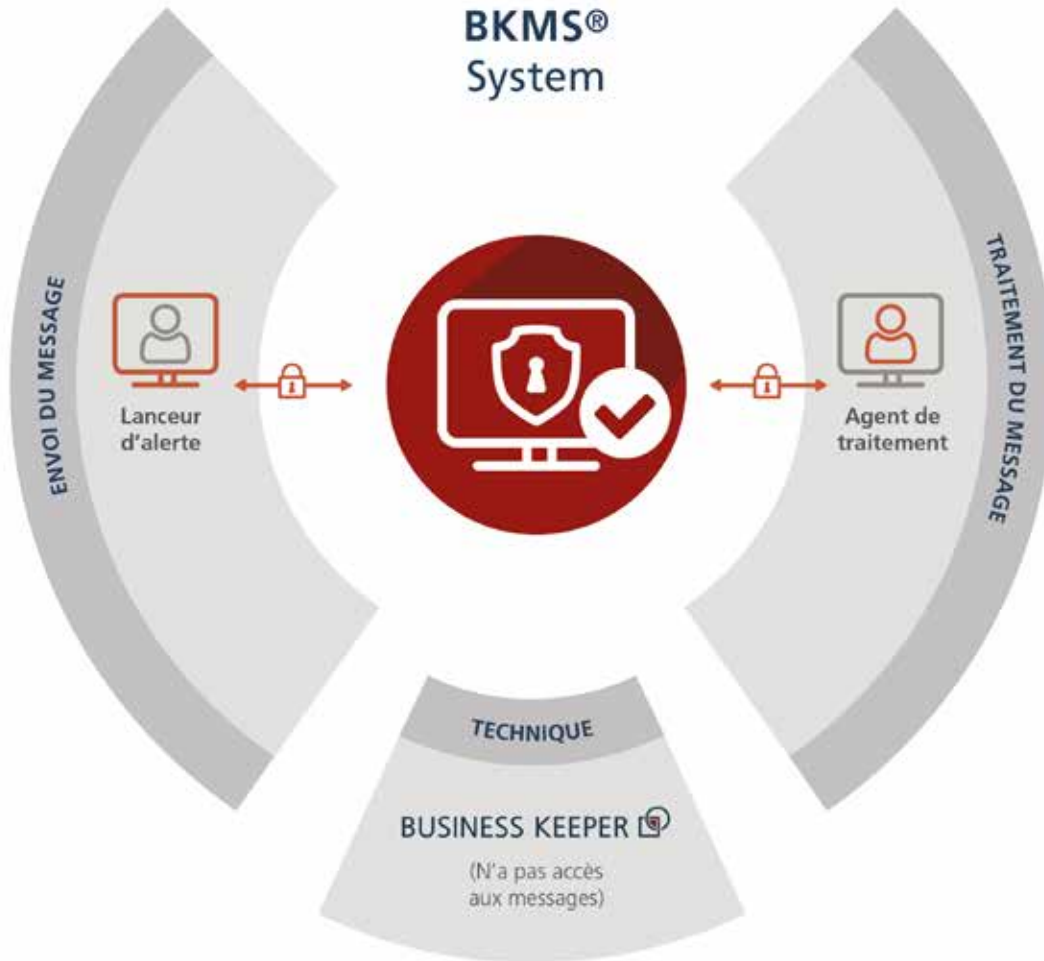 BKMS®
System
ENVOI DU MESSAGE
Lanceur
d'alerte
Agent de
traitement
TRAITEMENT DU MESSAGE
TECHNIQUE
BUSINESS KEEPER
(N'a pas accès
aux messages)